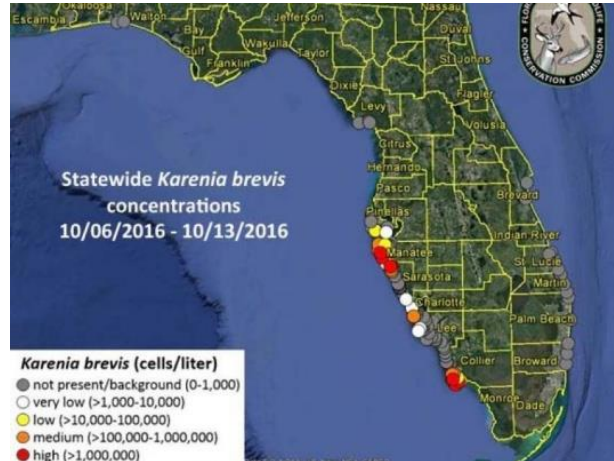 Okaloosa
Escambia
Walton
Bay
Gulf
Franklin
Jefferson
Wakulla
Taylor
Dixie
Levy
Nassau
Duval
St Johns
Flagler
Volusia
Citrus
Hernando
Pasco
Pinellas
Brevard
Indian River
St. Lucie
Martin
Manatee
Sarasota
Charlotte
Lee
Palm Beach
Collier
Broward
Monroe
Dade
CONSERVATION COMMISSION
Statewide Karenia brevis
concentrations
10/06/2016 - 10/13/2016
Karenia brevis (cells/liter)
not present/background (0-1,000)
very low (>1,000-10,000)
low (>10,000-100,000)
medium (>100,000-1,000,000)
high (>1,000,000)